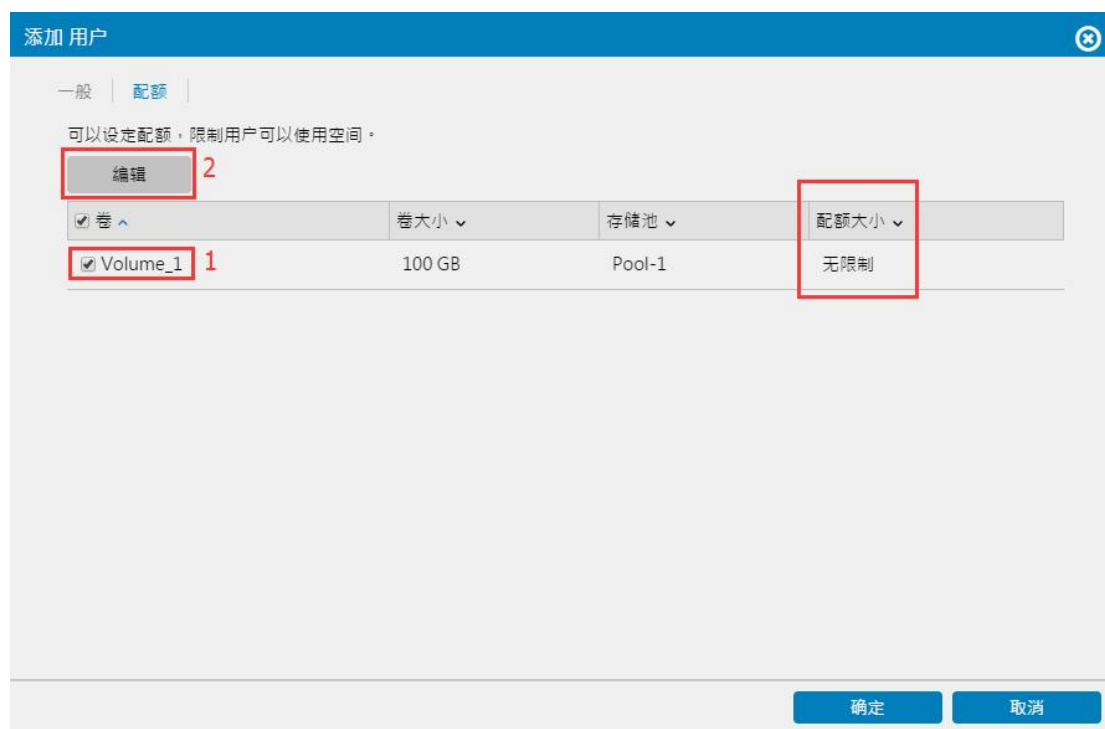 添加 用户
一般 配额
可以设定配额，限制用户可以使用空间。
编辑 2
卷 卷大小 存储池 配额大小
Volume_1 1 100 GB Pool-1 无限制
确定 取消